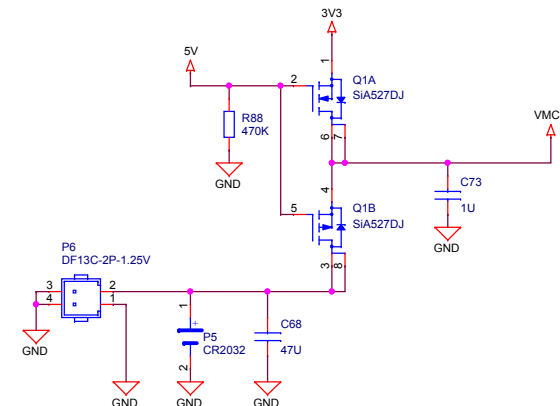 3V3
5V
1
2
Q1A
SiA527DJ
R88
470K
6
7
VMC
GND
4
C73
1U
5
Q1B
SiA527DJ
GND
P6
DF13C-2P-1.25V
3
8
3
2
4
1
1
+
P5
CR2032
C68
47U
GND
2
GND
GND
GND